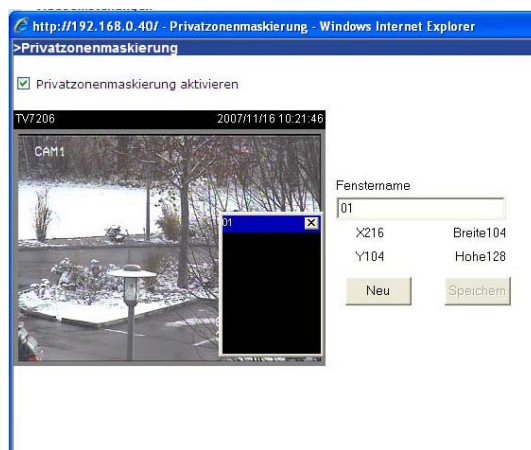 http://192.168.0.40/ - Privatzonenmaskierung - Windows Internet Explorer
>Privatzonenmaskierung
Privatzonenmaskierung aktivieren
TV7206 2007/11/16 10:21:46
CAM1
01
Fenstername
01
X216 Breite104
Y104 Hohe128
Neu Speichern